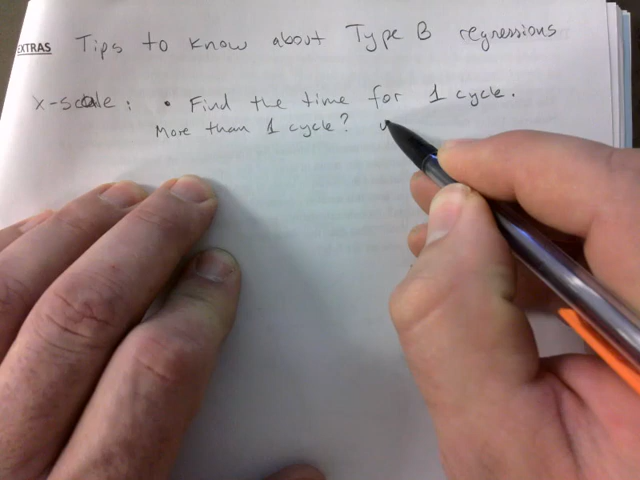 EXTRAS Tips to know about Type B regressions
x-scale: • Find the time for 1 cycle.
More than 1 cycle?